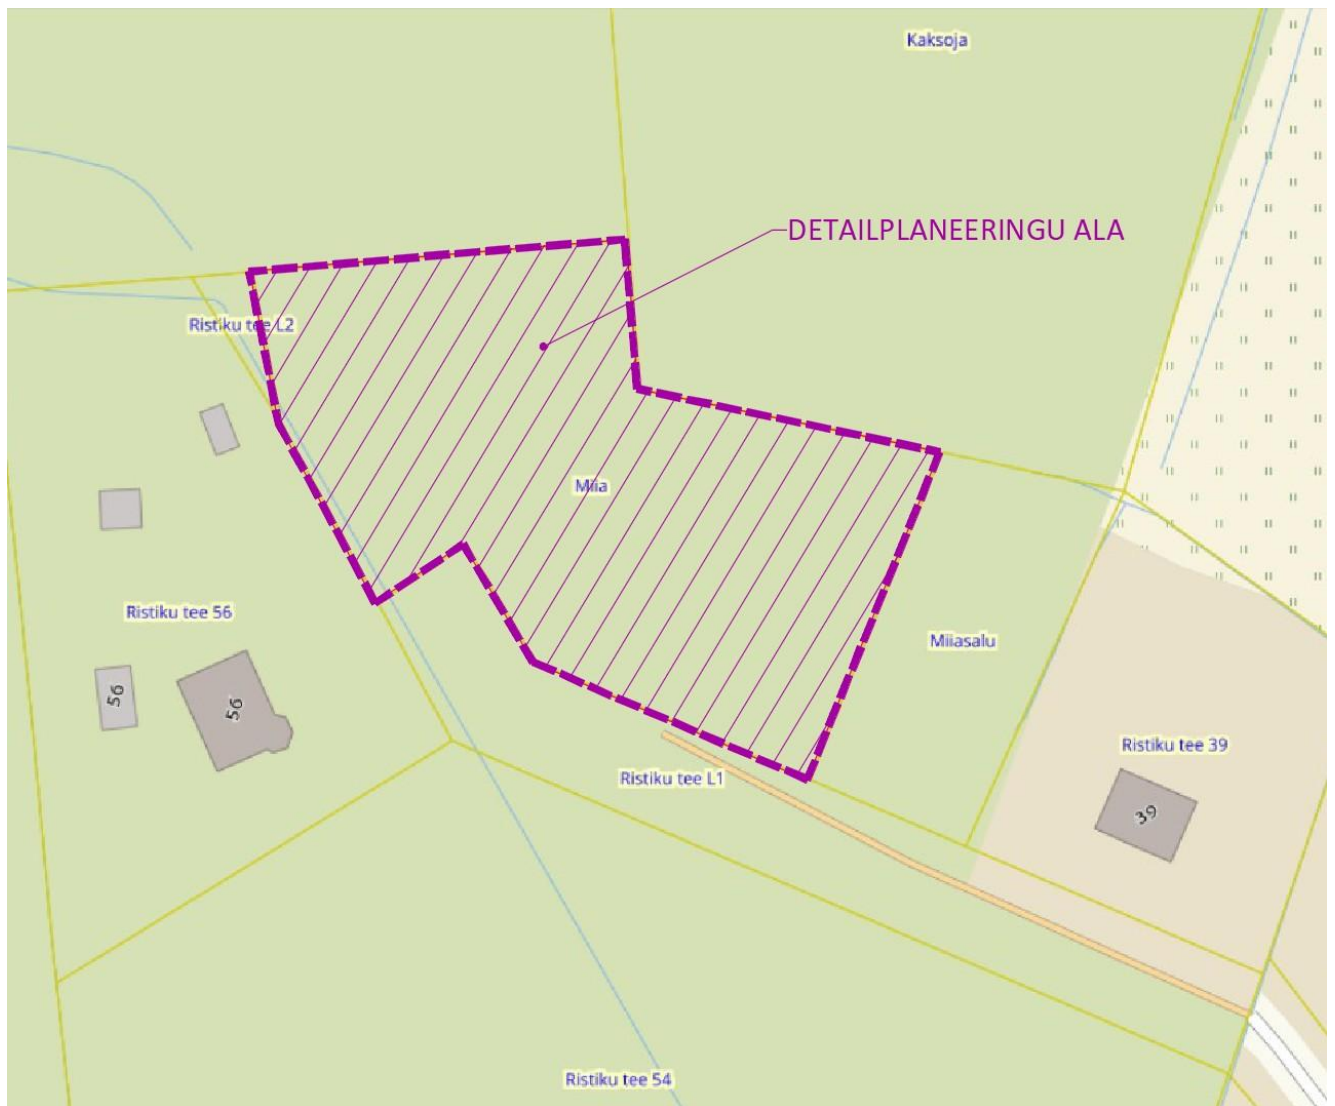 Kaksoja
DETAILPLANEERINGU ALA
Ristiku tee L2
Miia
Ristiku tee 56
Miiasalu
56
56
Ristiku tee 39
Ristiku tee L1
39
Ristiku tee 54